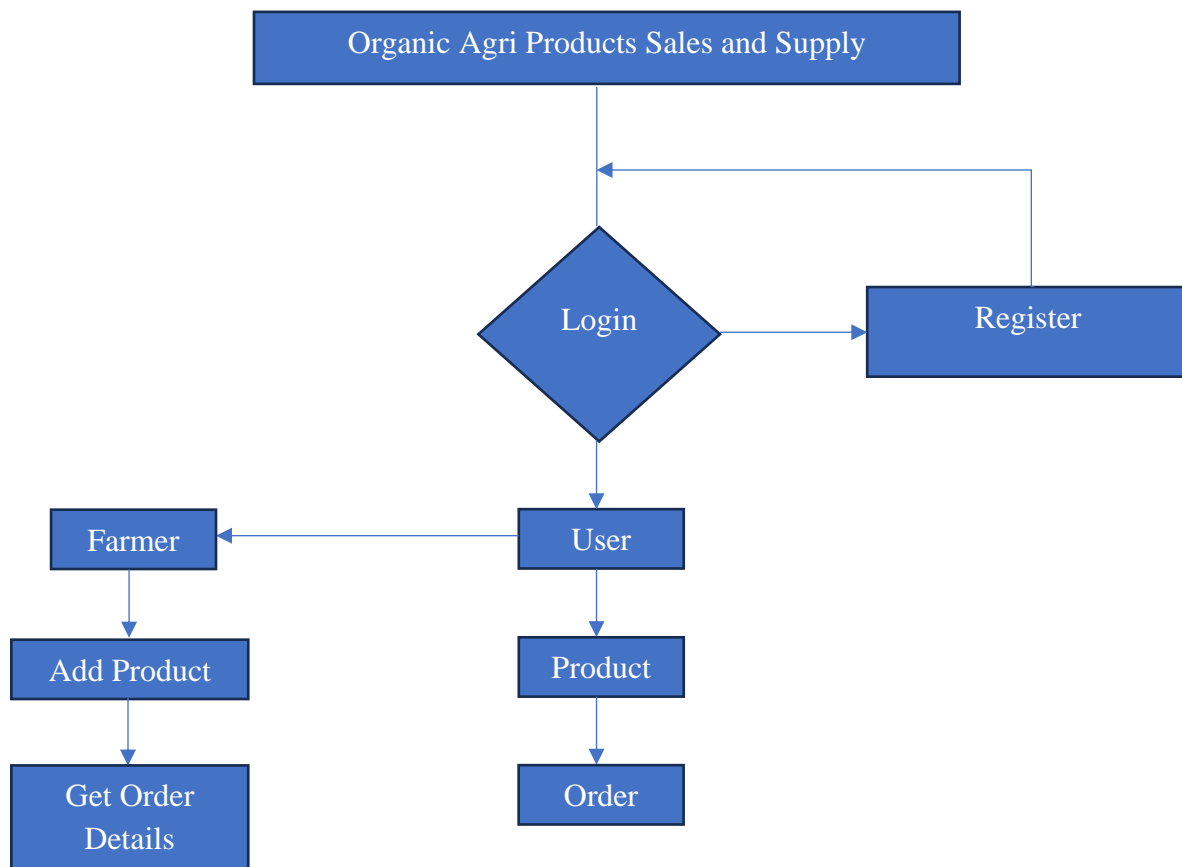 Organic Agri Products Sales and Supply
Login
Register
Farmer
User
Add Product
Product
Get Order
Details
Order